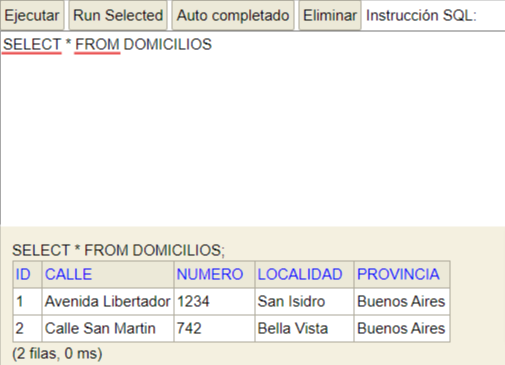 Ejecutar Run Selected Auto completado Eliminar Instrucción SQL:
SELECT * FROM DOMICILIOS
SELECT * FROM DOMICILIOS;
ID CALLE NUMERO LOCALIDAD PROVINCIA
1 Avenida Libertador 1234 San Isidro Buenos Aires
2 Calle San Martin 742 Bella Vista Buenos Aires
(2 filas, 0 ms)